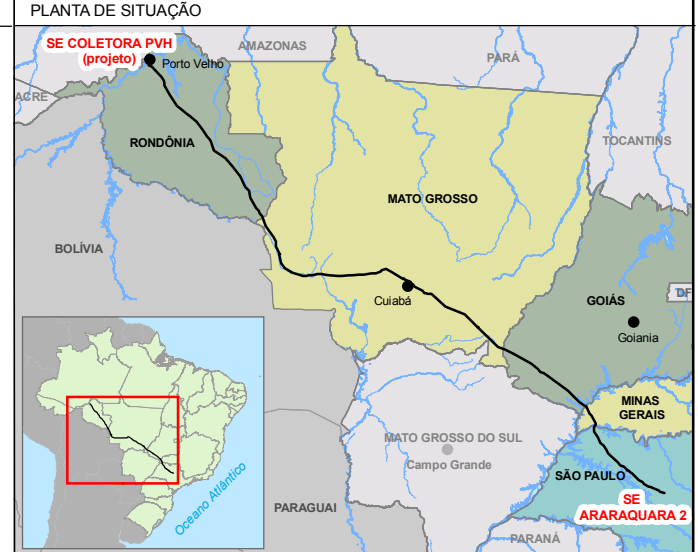 PLANTA DE SITUAÇÃO
SE COLETORA PVH
(projeto)
Porto Velho
AMAZONAS
PARÁ
ACRE
RONDÔNIA
TOCANTINS
MATO GROSSO
BOLÍVIA
Cuiabá
GOIÁS
DF
Goiania
MINAS
GERAIS
MATO GROSSO DO SUL
Campo Grande
SÃO PAULO
SE
ARARAQUARA 2
PARAGUAI
PARANÁ
Oceano Atlântico